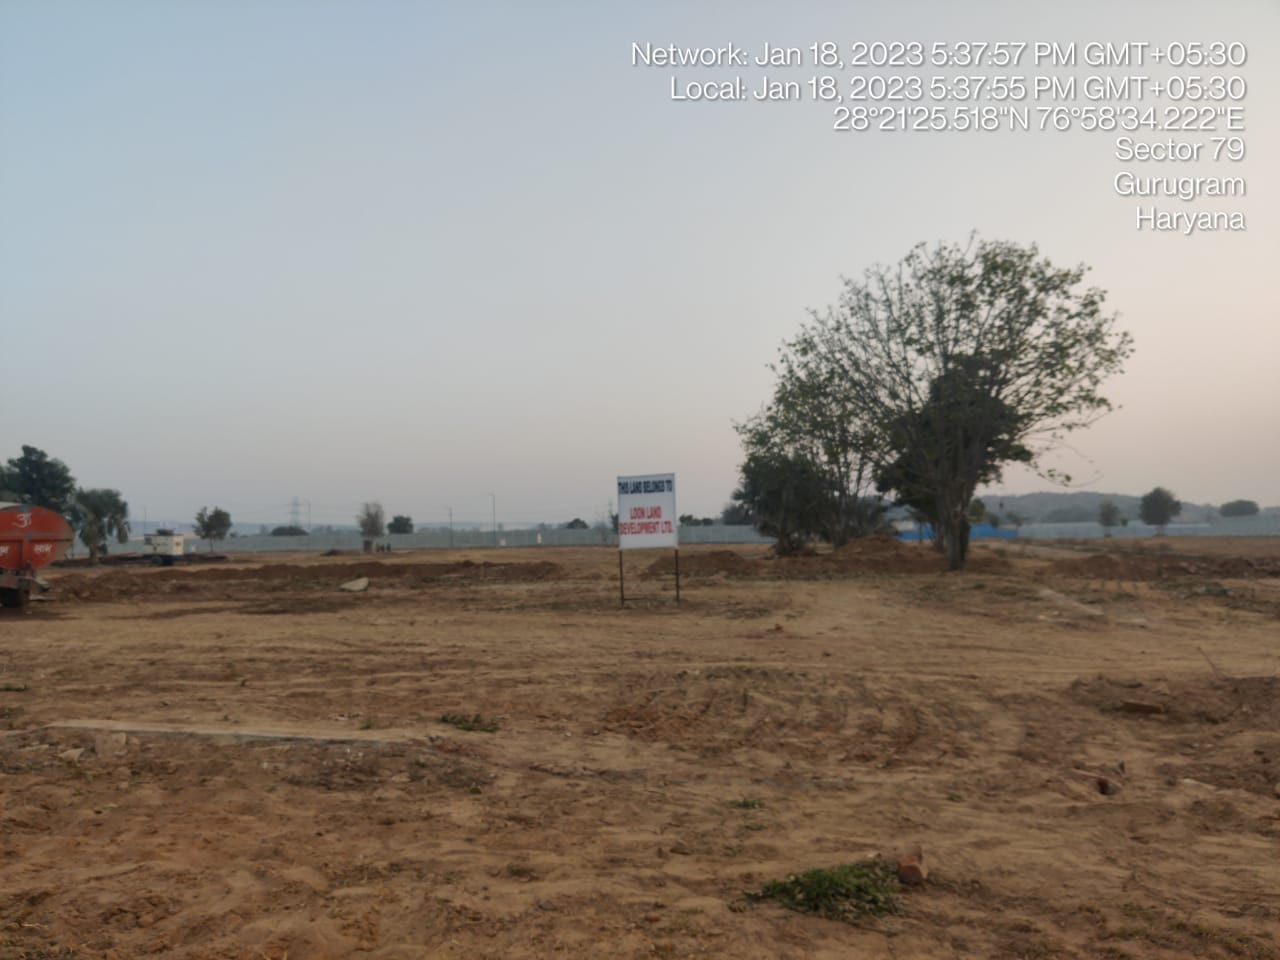 Network: Jan 18, 2023 5:37:57 PM GMT+05:30
Local: Jan 18, 2023 5:37:55 PM GMT+05:30
28°21'25.518"N 76°58'34.222"E
Sector 79
Gurugram
Haryana
THIS LAND BELONGS TO
LOON LAND
DEVELOPMENT LTD.
ॐ
लाभ